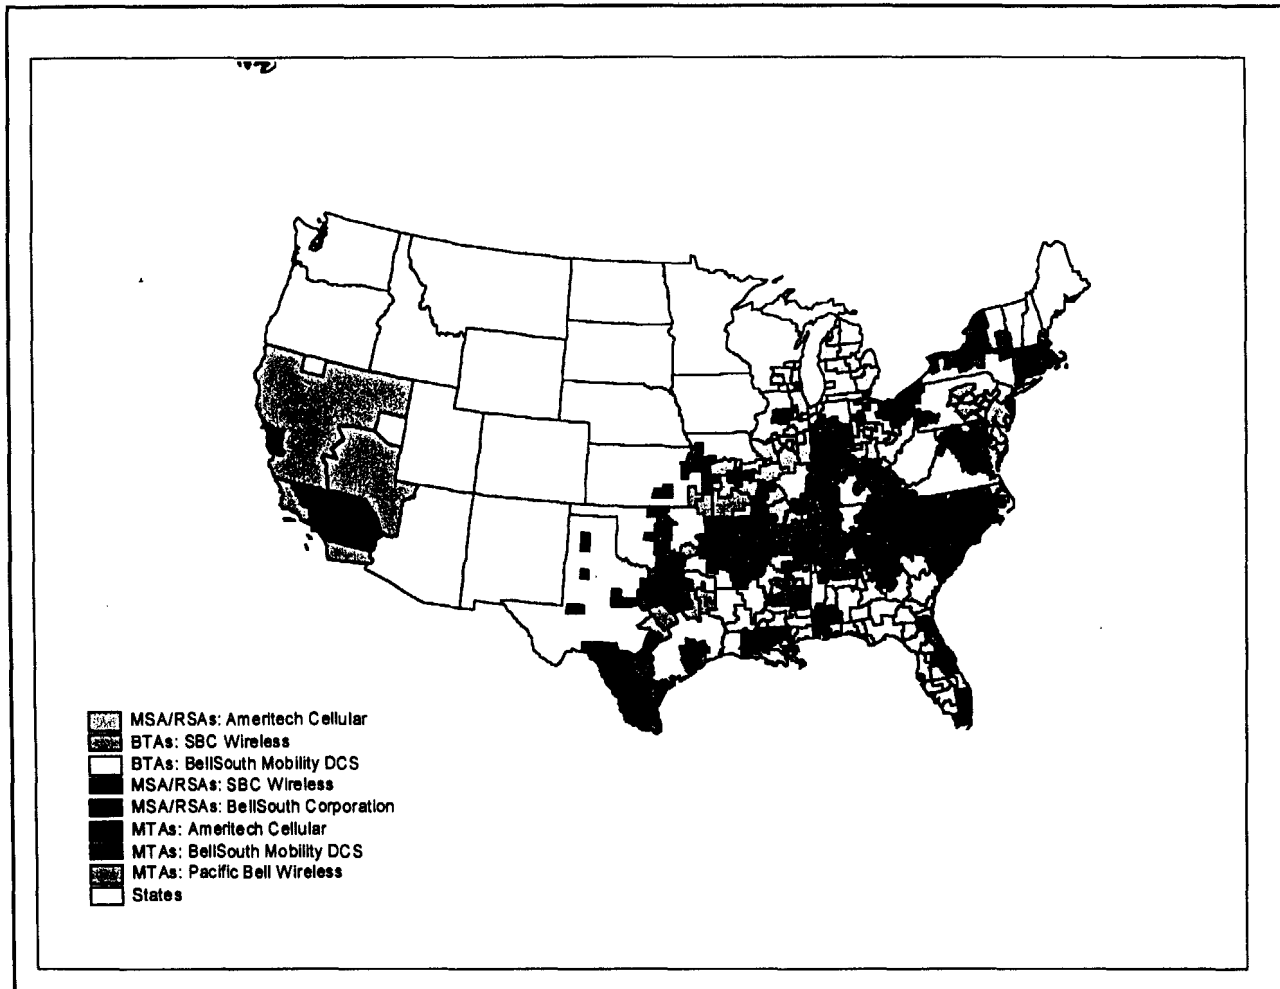 MSA/RSAs: Ameritech Cellular
BTAs: SBC Wireless
BTAs: BellSouth Mobility DCS
MSA/RSAs: SBC Wireless
MSA/RSAs: BellSouth Corporation
MTAs: Ameritech Cellular
MTAs: BellSouth Mobility DCS
MTAs: Pacific Bell Wireless
States